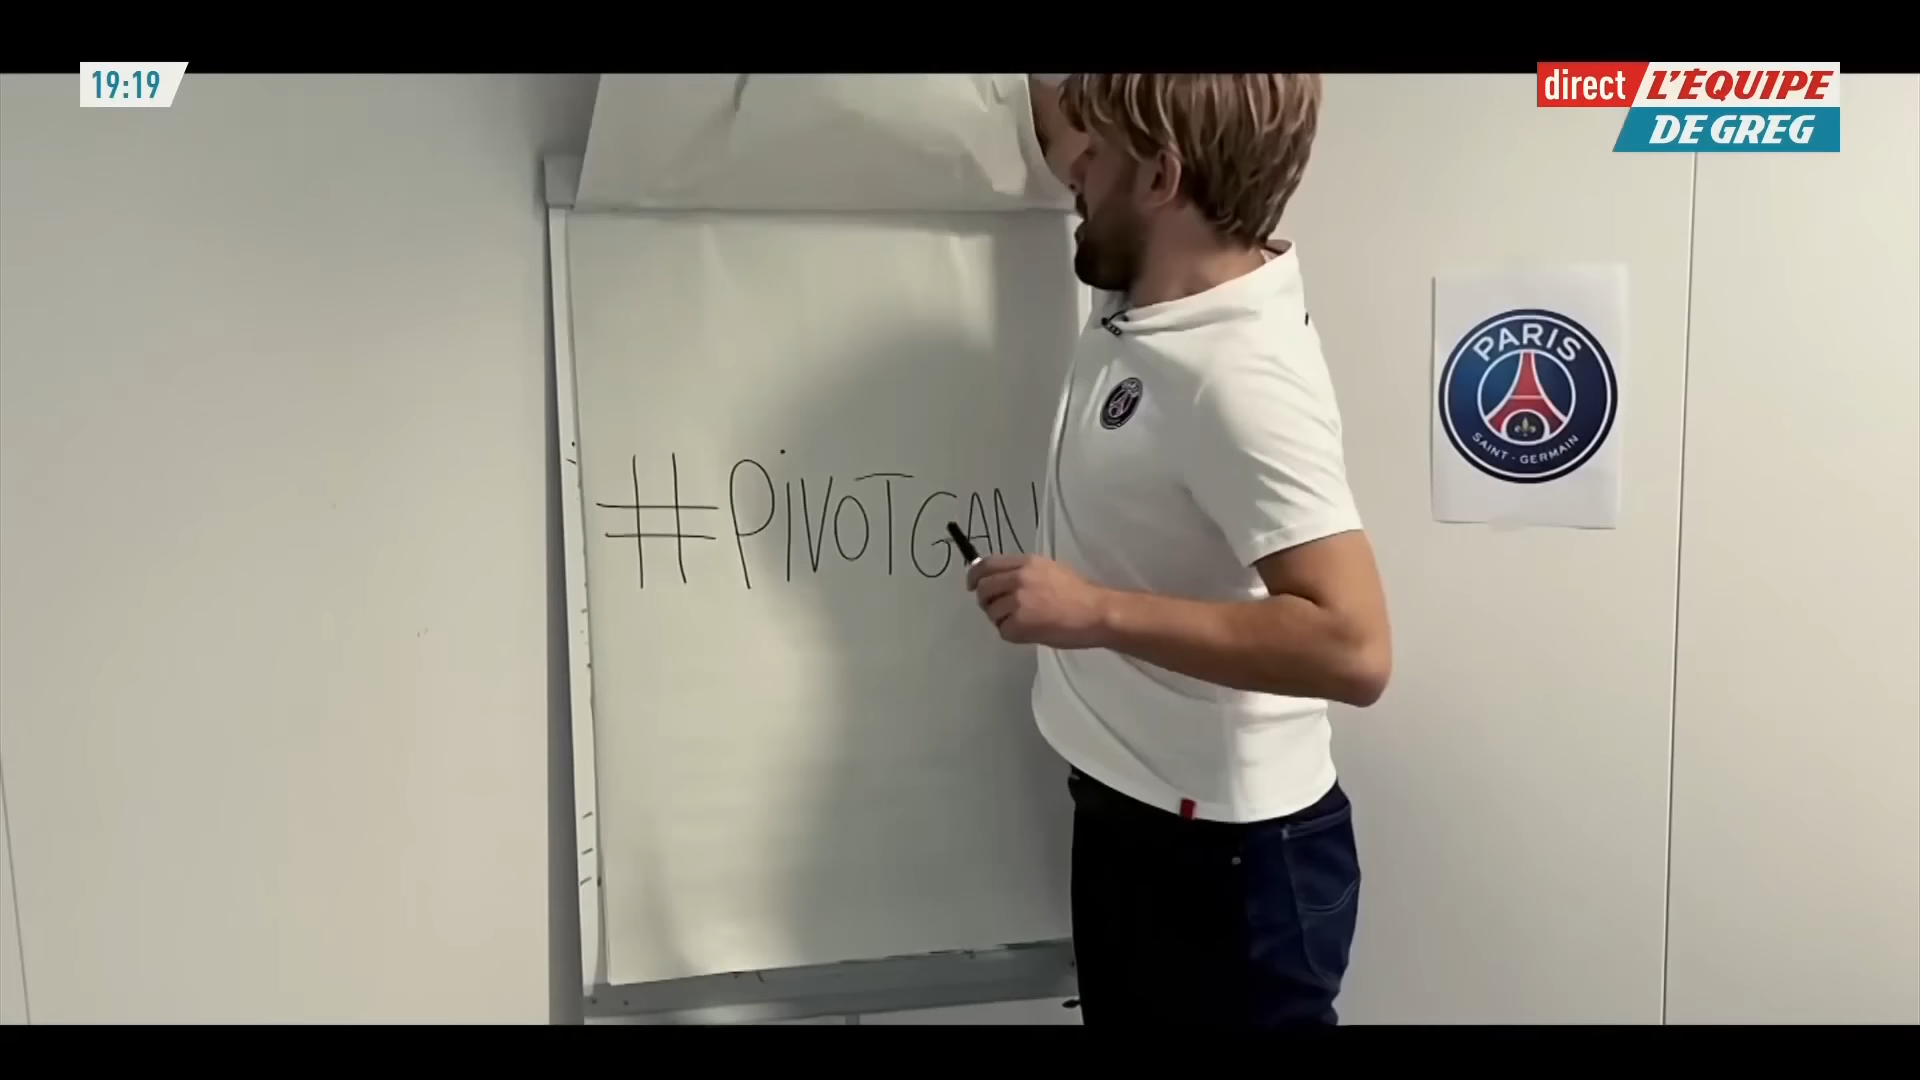 19:19
direct L'ÉQUIPE
DE GREG
#PiVOTGAN
PARIS
SAINT - GERMAIN